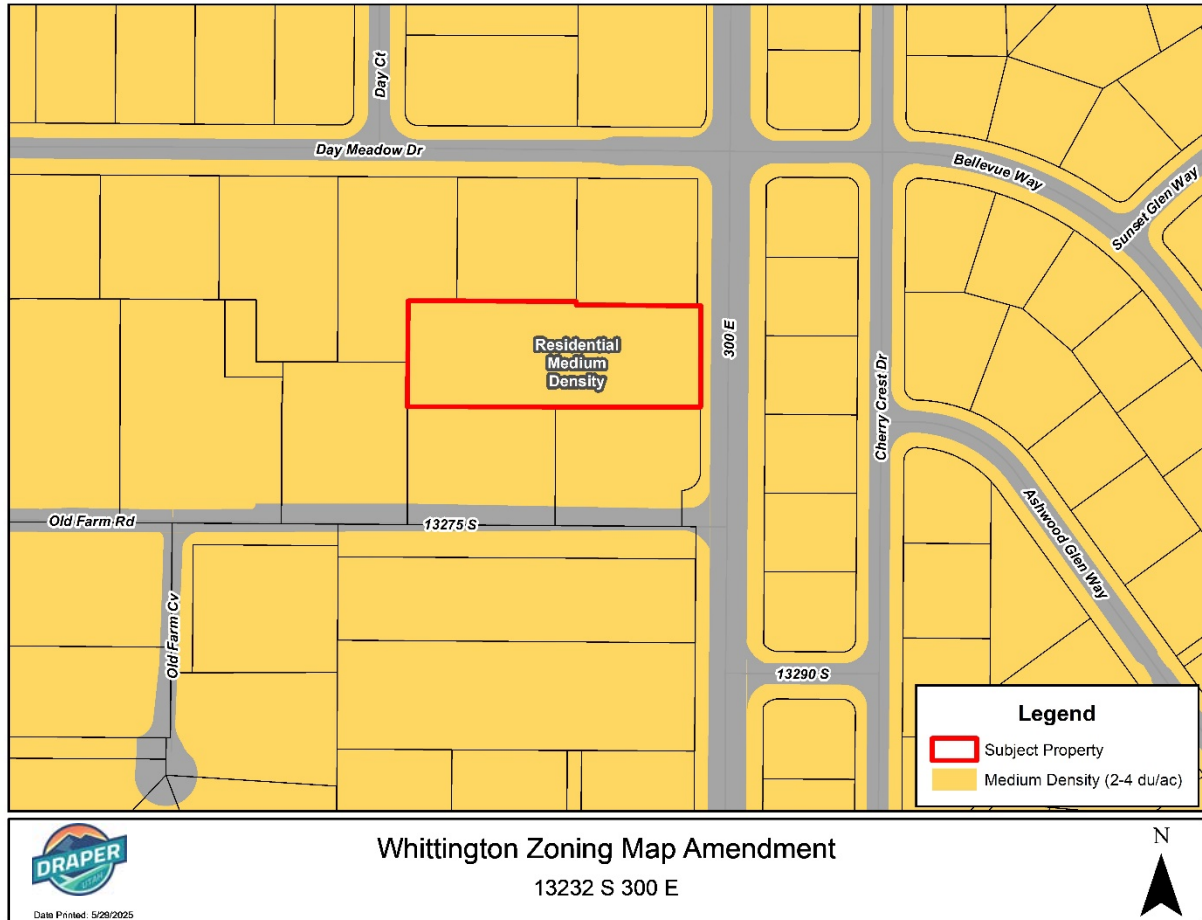 Day Ct
Day Meadow Dr
Bellevue Way
Sunset Glen Way
300 E
Residential
Medium
Density
Cherry Crest Dr
Ashwood Glen Way
Old Farm Rd
13275 S
Old Farm Cv
13290 S
Legend
Subject Property
Medium Density (2-4 du/ac)
DRAPER
UTAH
Date Printed: 5/29/2025
Whittington Zoning Map Amendment
13232 S 300 E
N